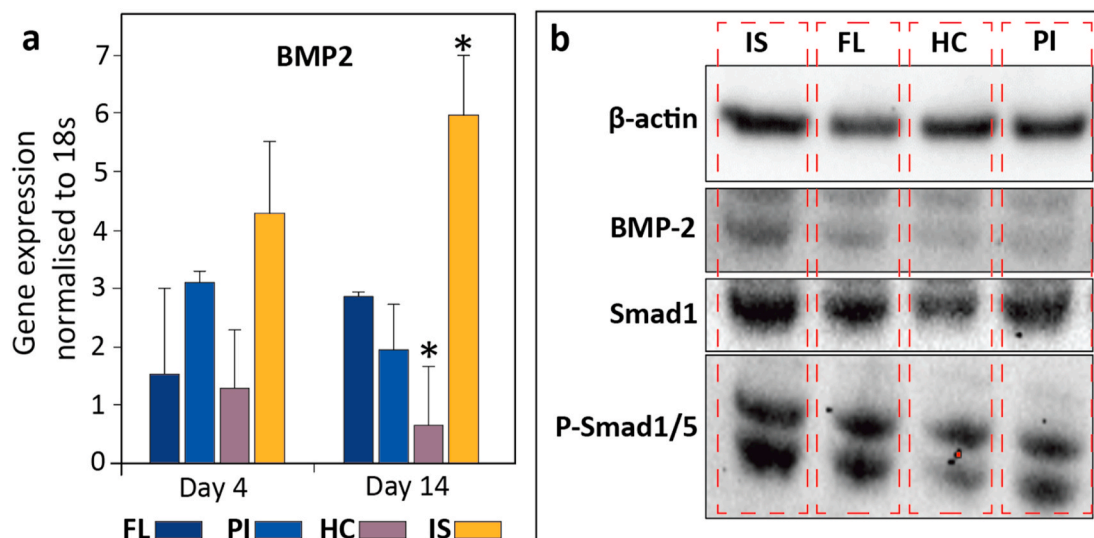 a
BMP2
Gene expression
normalised to 18s
7
6
5
4
3
2
1
0
*
*
Day 4
Day 14
FL
PI
HC
IS
b
IS
FL
HC
PI
β-actin
BMP-2
Smad1
P-Smad1/5